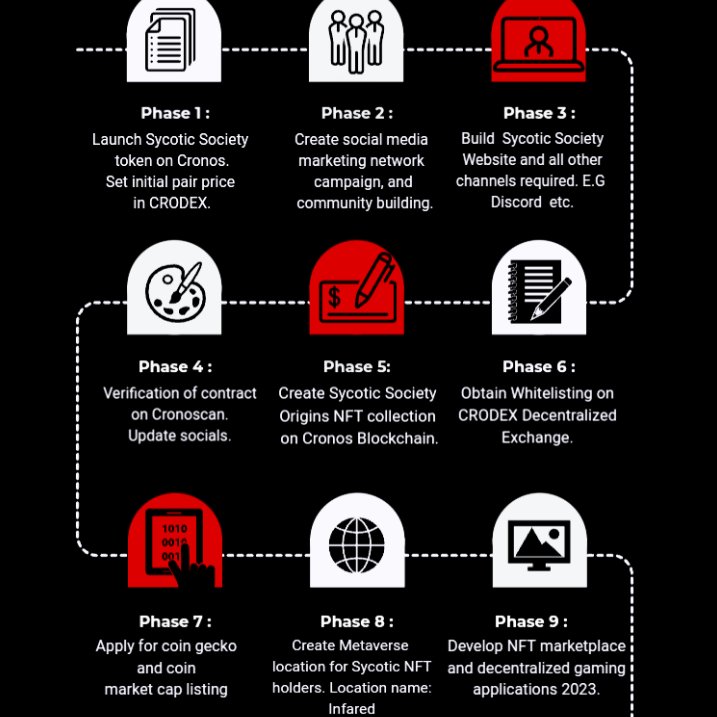 Phase 1 :
Launch Sycotic Society
token on Cronos.
Set initial pair price
in CRODEX.
Phase 2 :
Create social media
marketing network
campaign, and
community building.
Phase 3 :
Build Sycotic Society
Website and all other
channels required. E.G
Discord etc.
$
Phase 4 :
Verification of contract
on Cronoscan.
Update socials.
Phase 5:
Create Sycotic Society
Origins NFT collection
on Cronos Blockchain.
Phase 6 :
Obtain Whitelisting on
CRODEX Decentralized
Exchange.
1010
0010
001
Phase 7 :
Apply for coin gecko
and coin
market cap listing
Phase 8 :
Create Metaverse
location for Sycotic NFT
holders. Location name:
Infared
Phase 9 :
Develop NFT marketplace
and decentralized gaming
applications 2023.